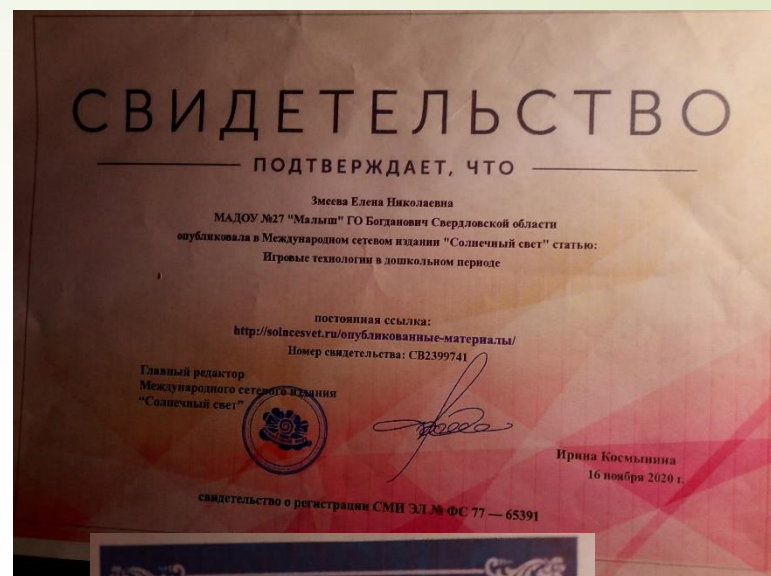 СВИДЕТЕЛЬСТВО
ПОДТВЕРЖДАЕТ, ЧТО
Змеева Елена Николаевна
МАДОУ №27 "Малыш" ГО Богданович Свердловской области
опубликовала в Международном сетевом издании "Солнечный свет" статью:
Игровые технологии в дошкольном периоде
постоянная ссылка:
http://solncesvet.ru/опубликованные-материалы/
Номер свидетельства: СВ2399741
Главный редактор
Международного сетевого издания
"Солнечный свет"
Ирина Космынина
16 ноября 2020 г.
свидетельство о регистрации СМИ ЭЛ № ФС 77 — 65391